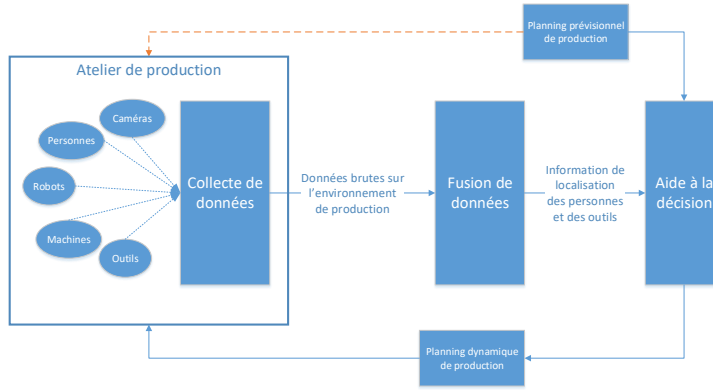 Planning prévisionnel
de production
Atelier de production
Caméras
Personnes
Robots
Machines
Outils
Collecte de
données
Données brutes sur
l'environnement
de production
Fusion de
données
Information de
localisation
des personnes
et des outils
Aide à la
décision
Planning dynamique
de production